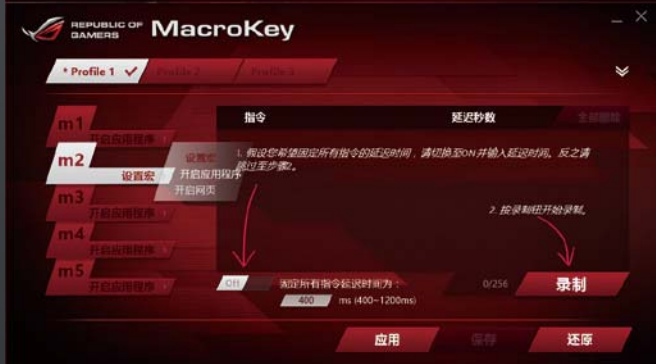 REPUBLIC OF GAMERS MacroKey
* Profile 1 Profile 2 Profile 3
指令 延迟秒数 全部删除
m1
开启应用程序
m2
设置宏
设置宏
开启应用程序
开启网页
1. 假设您希望固定所有指令的延迟时间，请切换至ON并输入延迟时间。反之请
跳过至步骤2。
m3
开启应用程序
2. 按录制钮开始录制。
m4
开启应用程序
m5
开启应用程序
固定所有指令延迟时间为：
400 ms (400~1200ms)
0/256 录制
应用 保存 还原